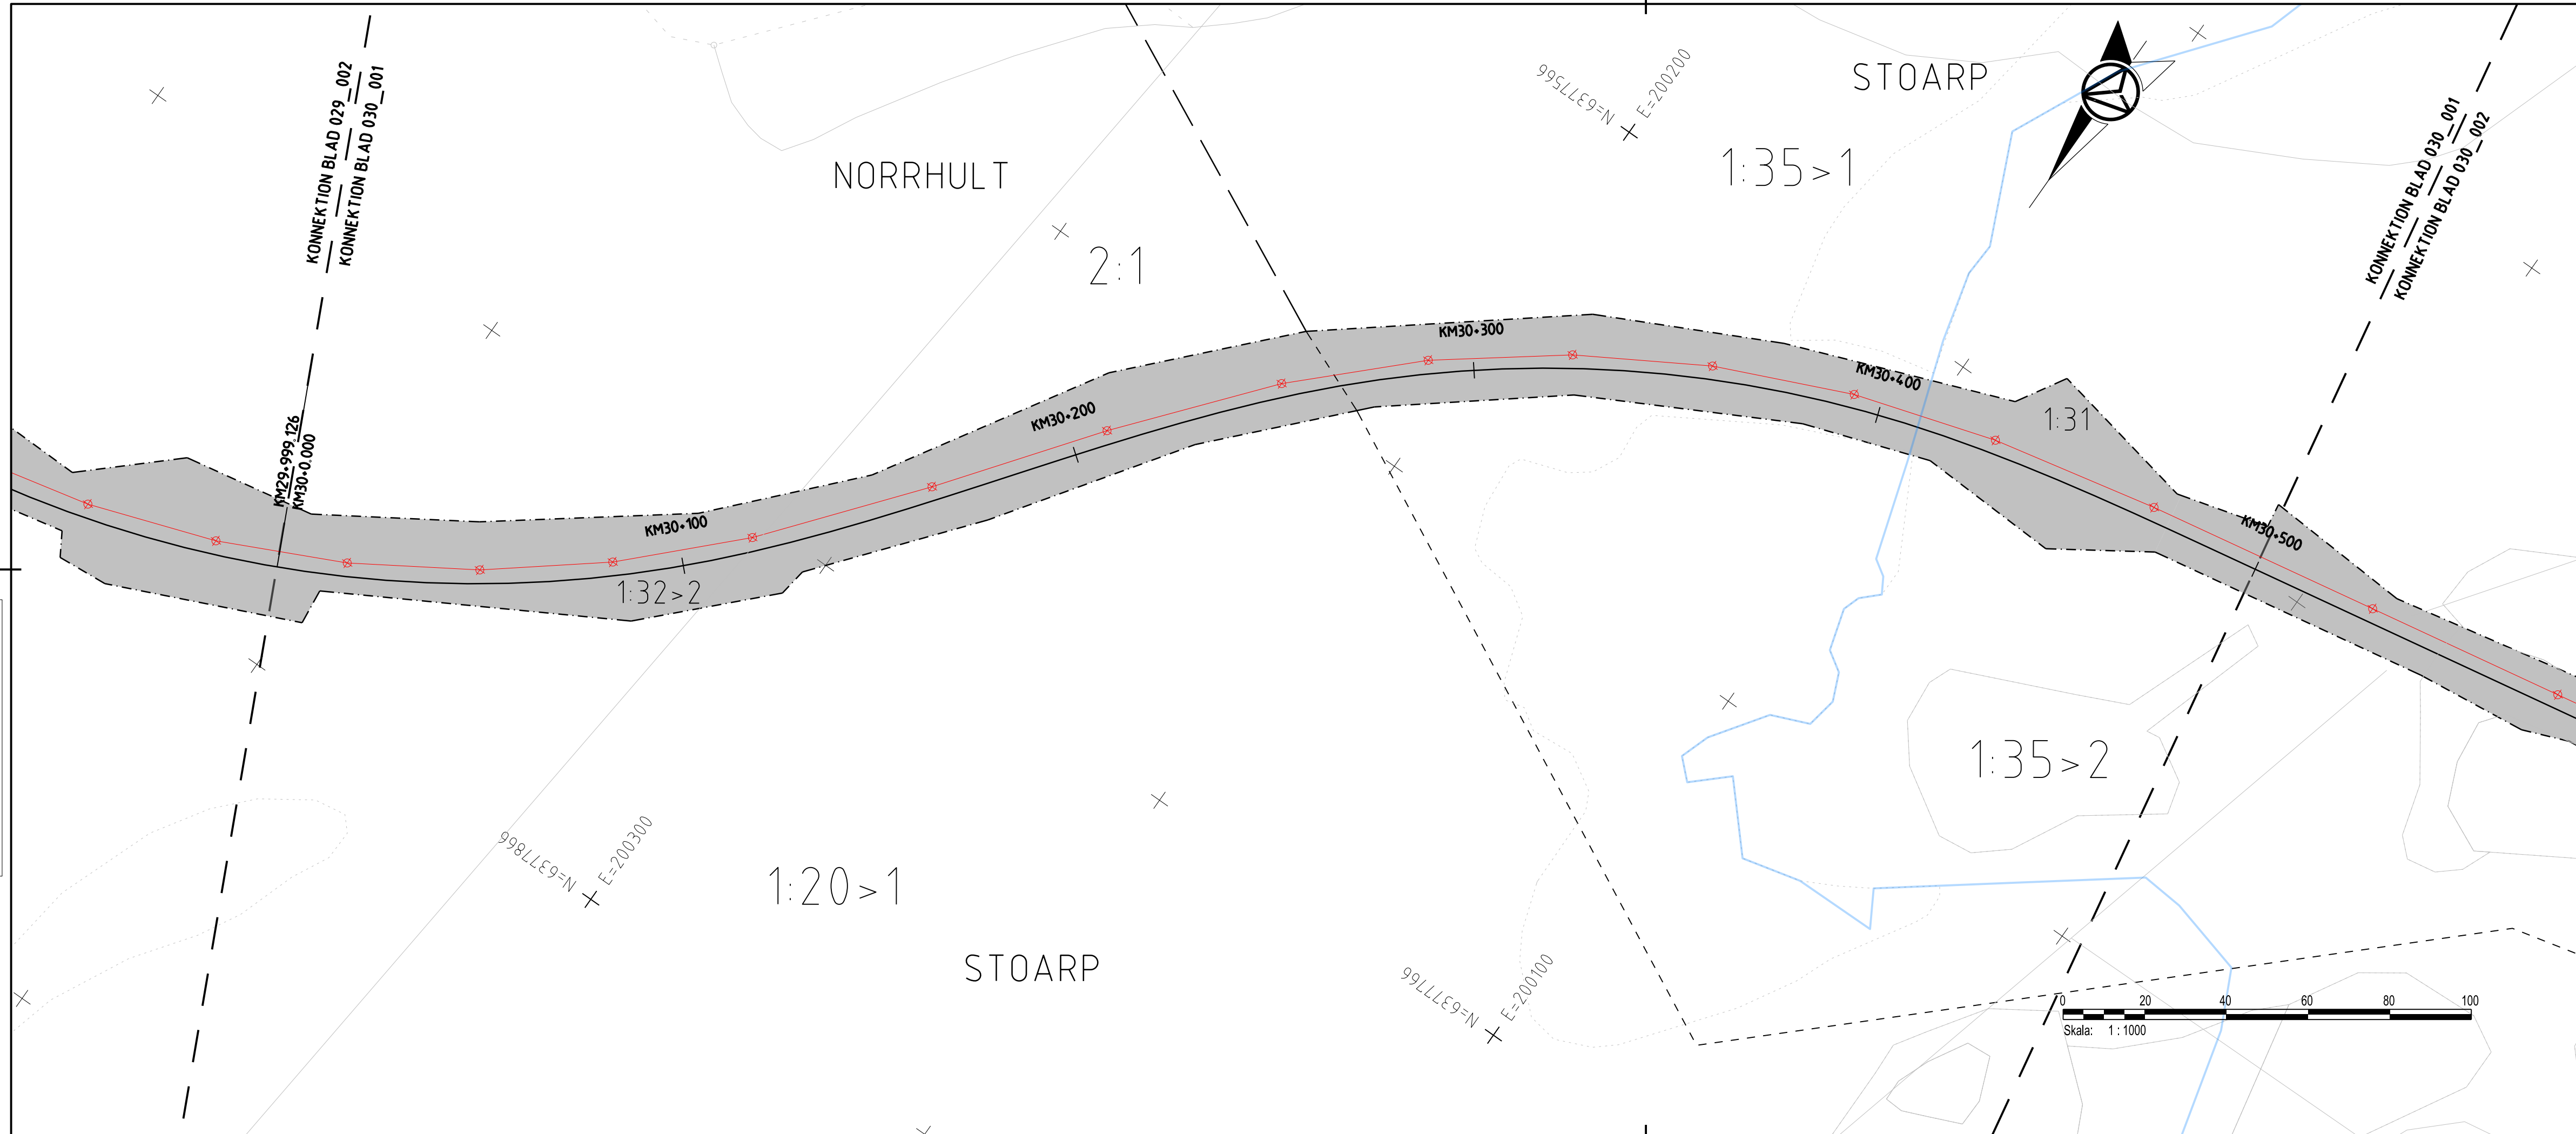 KONNEKTION BLAD 029_002
KONNEKTION BLAD 030_001
NORRHULT
2:1
N=6377566
E=200200
STOARP
1:35>1
KONNEKTION BLAD 030_001
KONNEKTION BLAD 030_002
KM29+999.126
KM30+0.000
KM30+100
KM30+200
KM30+300
KM30+400
KM30+500
1:31
1:32>2
1:35>2
N=6377866
E=200300
1:20>1
STOARP
N=6377766
E=200100
0 20 40 60 80 100
Skala: 1 : 1000